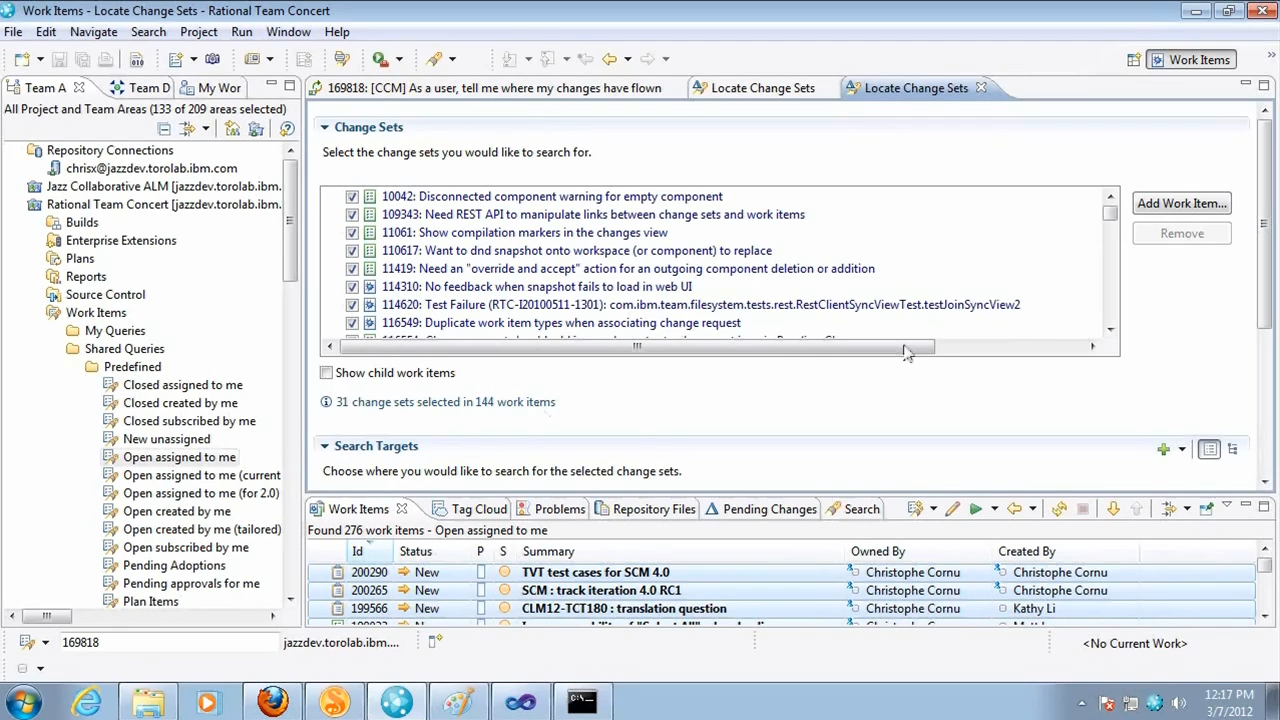 Work Items - Locate Change Sets - Rational Team Concert
File Edit Navigate Search Project Run Window Help
Work Items
Team A Team D My Wor
169818: [CCM] As a user, tell me where my changes have flown Locate Change Sets Locate Change Sets
All Project and Team Areas (133 of 209 areas selected)
Repository Connections
chrisx@jazzdev.torolab.ibm.com
Jazz Collaborative ALM [jazzdev.torolab.ibm.
Rational Team Concert [jazzdev.torolab.ibm.
Builds
Enterprise Extensions
Plans
Reports
Source Control
Work Items
My Queries
Shared Queries
Predefined
Closed assigned to me
Closed created by me
Closed subscribed by me
New unassigned
Open assigned to me
Open assigned to me (current
Open assigned to me (for 2.0)
Open created by me
Open created by me (tailored)
Open subscribed by me
Pending Adoptions
Pending approvals for me
Plan Items
Change Sets
Select the change sets you would like to search for.
10042: Disconnected component warning for empty component
109343: Need REST API to manipulate links between change sets and work items
11061: Show compilation markers in the changes view
110617: Want to dnd snapshot onto workspace (or component) to replace
11419: Need an "override and accept" action for an outgoing component deletion or addition
114310: No feedback when snapshot fails to load in web UI
114620: Test Failure (RTC-I20100511-1301): com.ibm.team.filesystem.tests.rest.RestClientSyncViewTest.testJoinSyncView2
116549: Duplicate work item types when associating change request
Add Work Item...
Remove
Show child work items
31 change sets selected in 144 work items
Search Targets
Choose where you would like to search for the selected change sets.
Work Items Tag Cloud Problems Repository Files Pending Changes Search
Found 276 work items - Open assigned to me
Id Status P S Summary Owned By Created By
200290 New TVT test cases for SCM 4.0 Christophe Cornu Christophe Cornu
200265 New SCM : track iteration 4.0 RC1 Christophe Cornu Christophe Cornu
199566 New CLM12-TCT180 : translation question Christophe Cornu Kathy Li
169818 jazzdev.torolab.ibm.... <No Current Work>
12:17 PM
3/7/2012